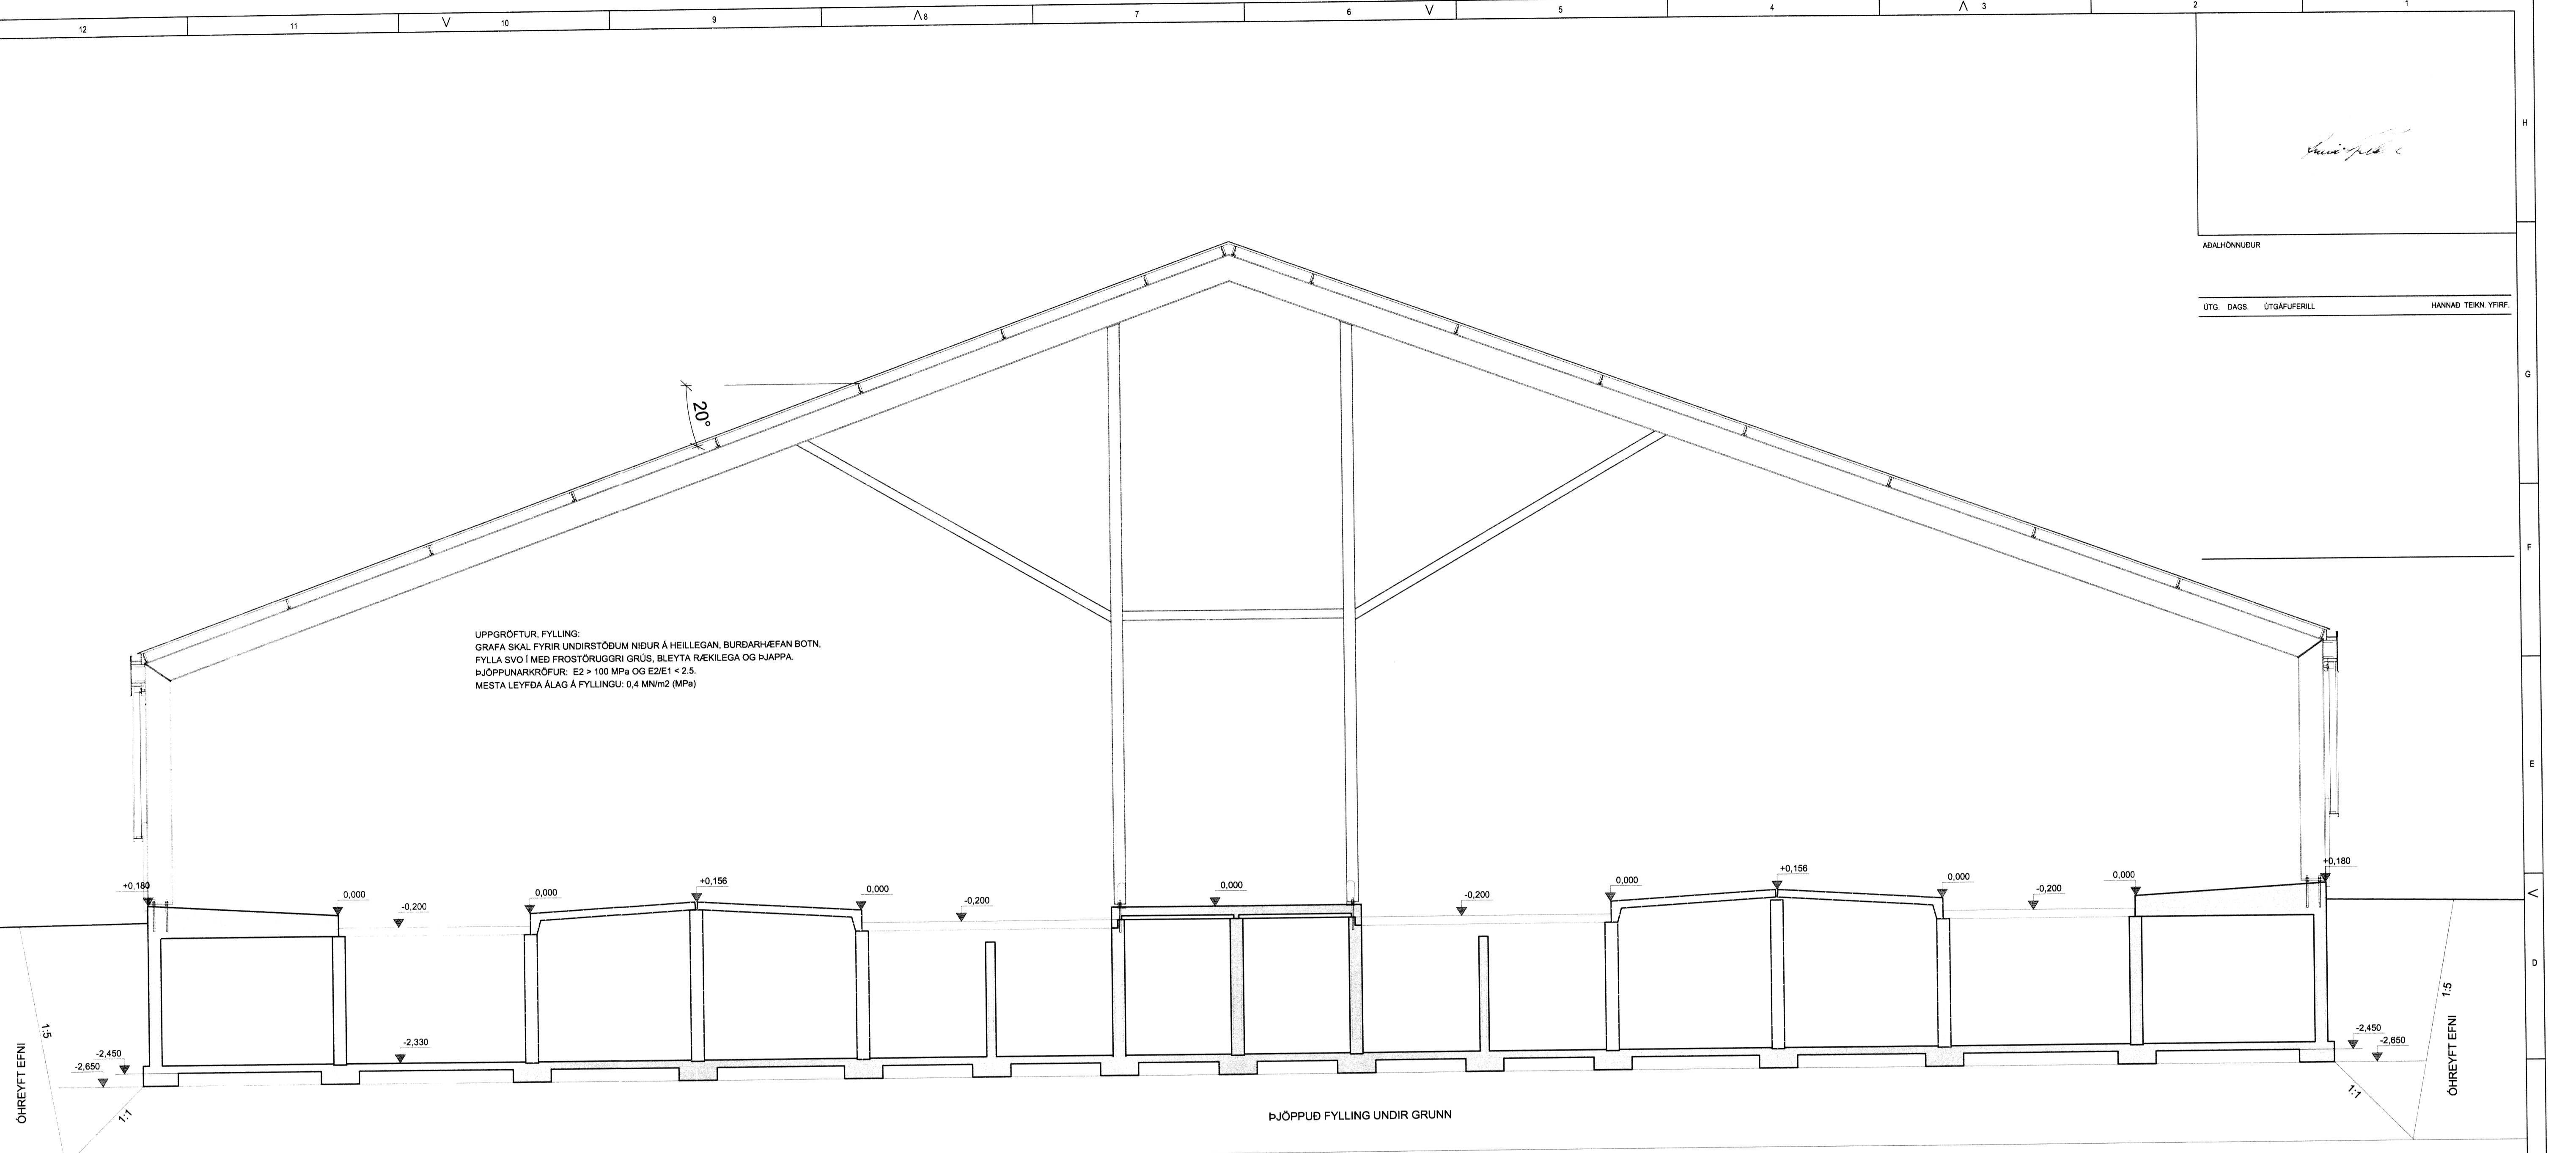 12 11 10 9 8 7 6 5 4 3 2 1
H
AÐALHÖNNUÐUR
ÚTG. DAGS. ÚTGÁFUFERILL HANNAÐ TEIKN. YFIRF.
G
20°
F
UPPGRÖFTUR, FYLLING:
GRAFA SKAL FYRIR UNDIRSTÖÐUM NIÐUR Á HEILLEGAN, BURÐARHÆFAN BOTN,
FYLLA SVO Í MEÐ FROSTÖRUGGRI GRÚS, BLEYTA RÆKILEGA OG ÞJAPPA.
ÞJÖPPUNARKRÖFUR: E2 > 100 MPa OG E2/E1 < 2.5.
MESTA LEYFÐA ÁLAG Á FYLLINGU: 0,4 MN/m2 (MPa)
E
+0,180 0,000 -0,200 0,000 +0,156 0,000 -0,200 0,000 -0,200 0,000 +0,156 0,000 -0,200 0,000 +0,180
D
1:5 1:5
ÓHREYFT EFNI ÓHREYFT EFNI
-2,450 -2,330 -2,450
-2,650 -2,650
1:1 1:1
ÞJÖPPUÐ FYLLING UNDIR GRUNN